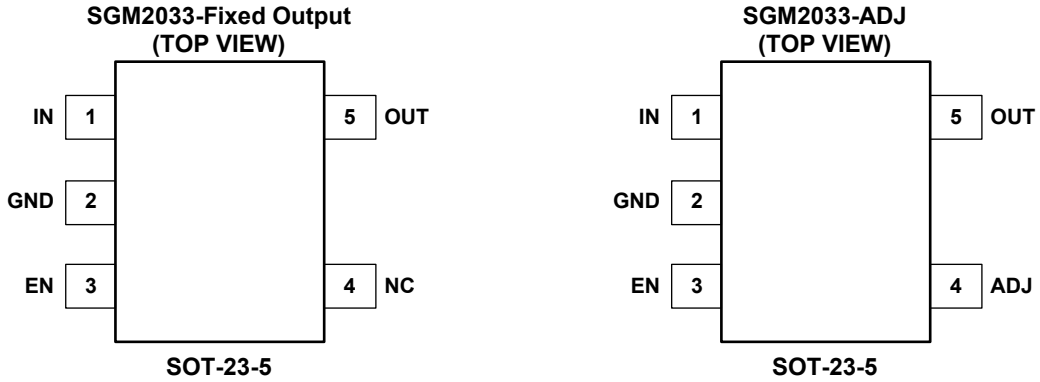 SGM2033-Fixed Output
(TOP VIEW)
IN 1 5 OUT
GND 2
EN 3 4 NC
SOT-23-5
SGM2033-ADJ
(TOP VIEW)
IN 1 5 OUT
GND 2
EN 3 4 ADJ
SOT-23-5